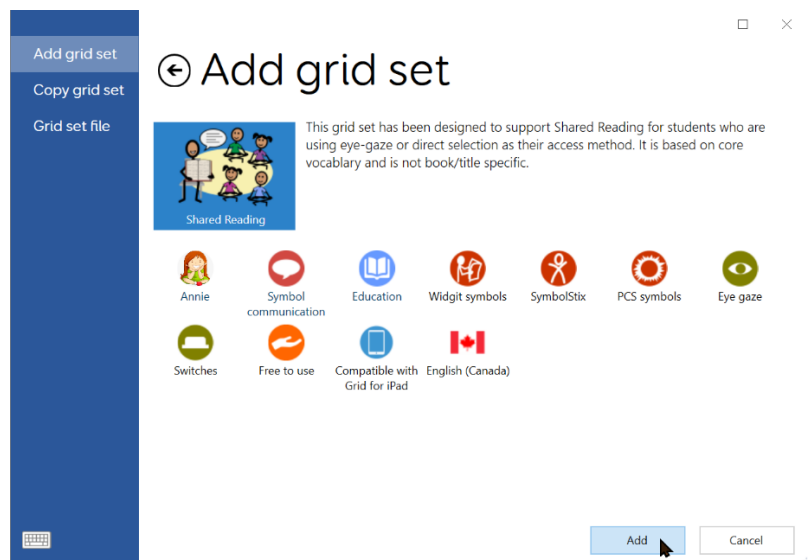 Add grid set
Copy grid set
Grid set file
Add grid set
This grid set has been designed to support Shared Reading for students who are
using eye-gaze or direct selection as their access method. It is based on core
vocablary and is not book/title specific.
Shared Reading
Annie
Symbol
communication
Education
Widgit symbols
SymbolStix
PCS symbols
Eye gaze
Switches
Free to use
Compatible with
Grid for iPad
English (Canada)
Add
Cancel